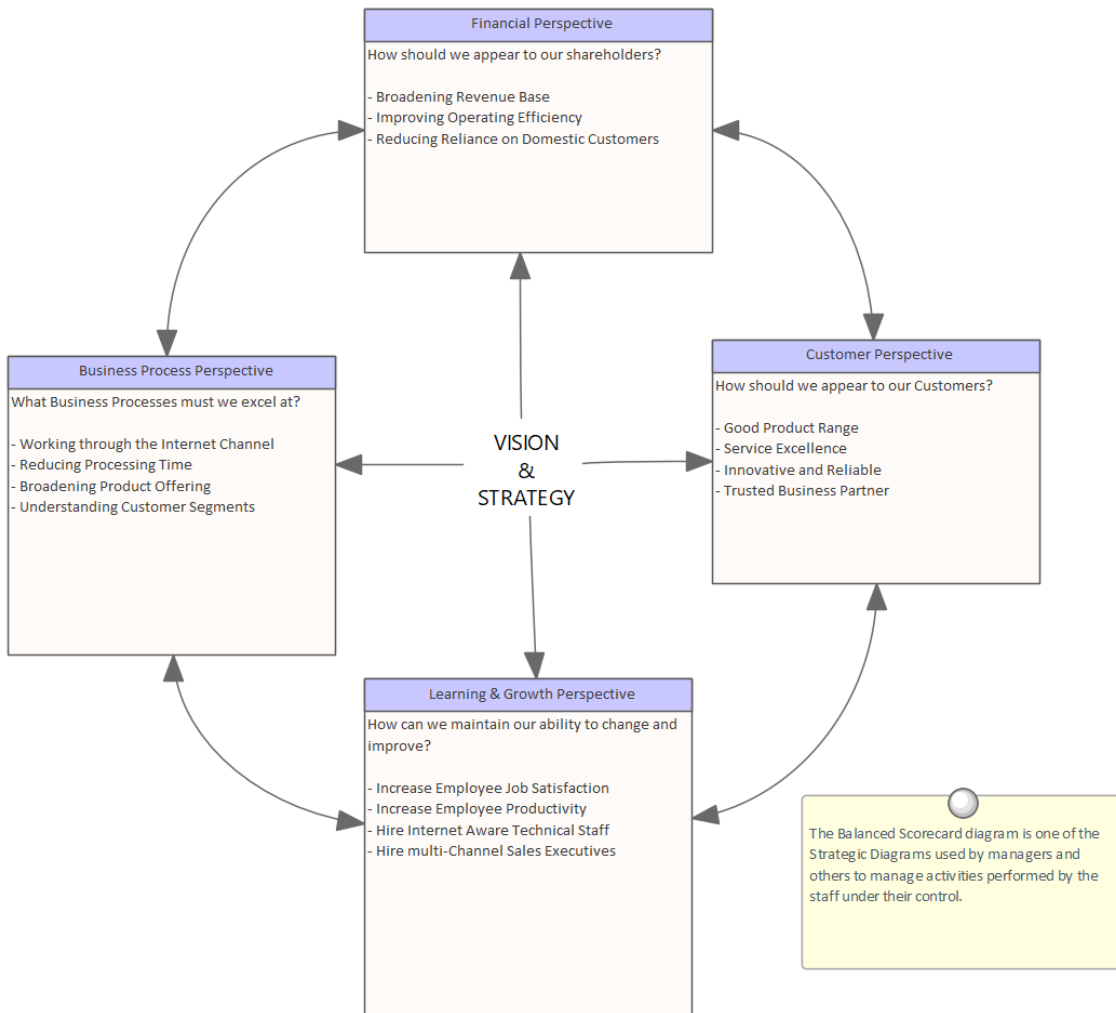 Financial Perspective
How should we appear to our shareholders?
- Broadening Revenue Base
- Improving Operating Efficiency
- Reducing Reliance on Domestic Customers
Business Process Perspective
What Business Processes must we excel at?
- Working through the Internet Channel
- Reducing Processing Time
- Broadening Product Offering
- Understanding Customer Segments
VISION
&
STRATEGY
Customer Perspective
How should we appear to our Customers?
- Good Product Range
- Service Excellence
- Innovative and Reliable
- Trusted Business Partner
Learning & Growth Perspective
How can we maintain our ability to change and
improve?
- Increase Employee Job Satisfaction
- Increase Employee Productivity
- Hire Internet Aware Technical Staff
- Hire multi-Channel Sales Executives
The Balanced Scorecard diagram is one of the
Strategic Diagrams used by managers and
others to manage activities performed by the
staff under their control.